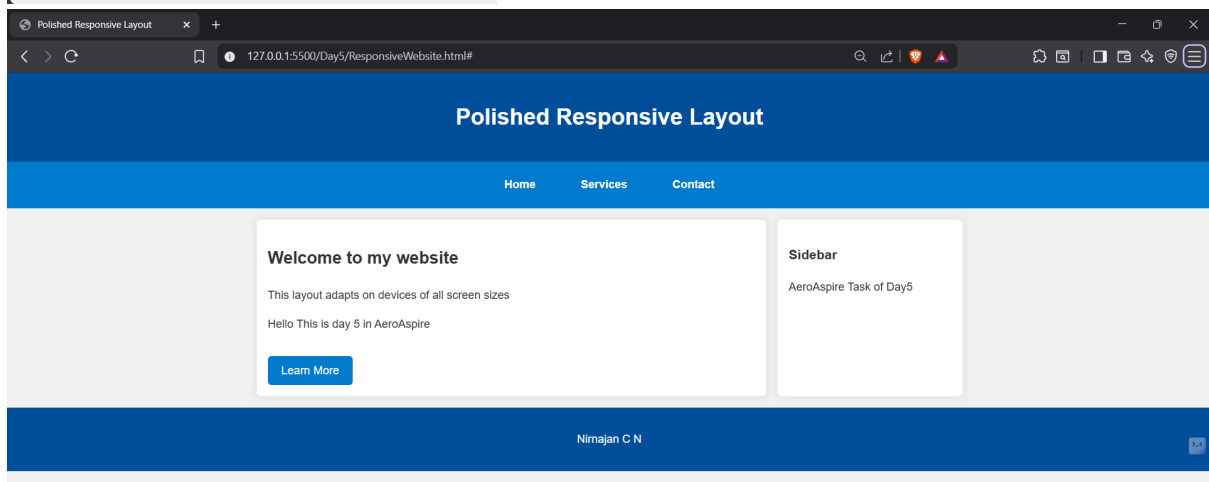 Polished Responsive Layout
127.0.0.1:5500/Day5/ResponsiveWebsite.html#
Polished Responsive Layout
Home Services Contact
Welcome to my website
This layout adapts on devices of all screen sizes
Hello This is day 5 in AeroAspire
Learn More
Sidebar
AeroAspire Task of Day5
Nirnajan C N